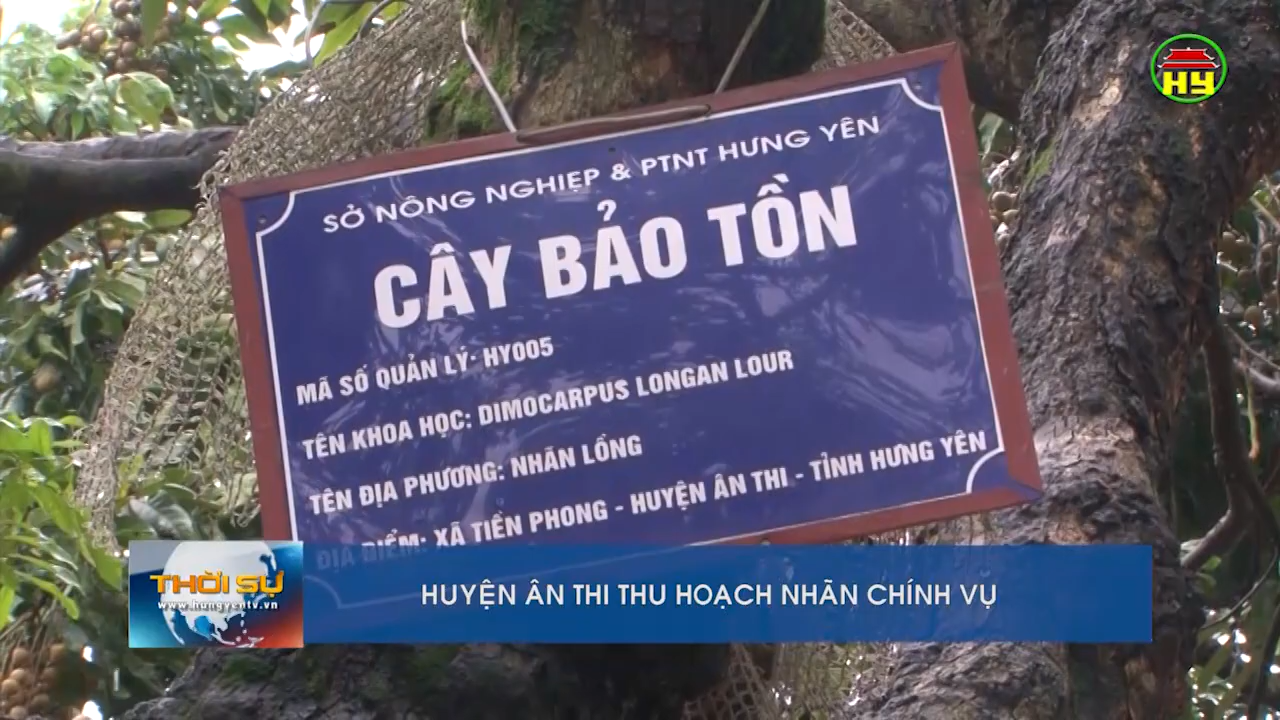 HY
SỞ NÔNG NGHIỆP & PTNT HƯNG YÊN
CÂY BẢO TỒN
MÃ SỐ QUẢN LÝ: HY005
TÊN KHOA HỌC: DIMOCARPUS LONGAN LOUR
TÊN ĐỊA PHƯƠNG: NHÃN LỒNG
ĐỊA ĐIỂM: XÃ TIỀN PHONG - HUYỆN ÂN THI - TỈNH HƯNG YÊN
THỜI SỰ
www.hungyentv.vn
HUYỆN ÂN THI THU HOẠCH NHÃN CHÍNH VỤ